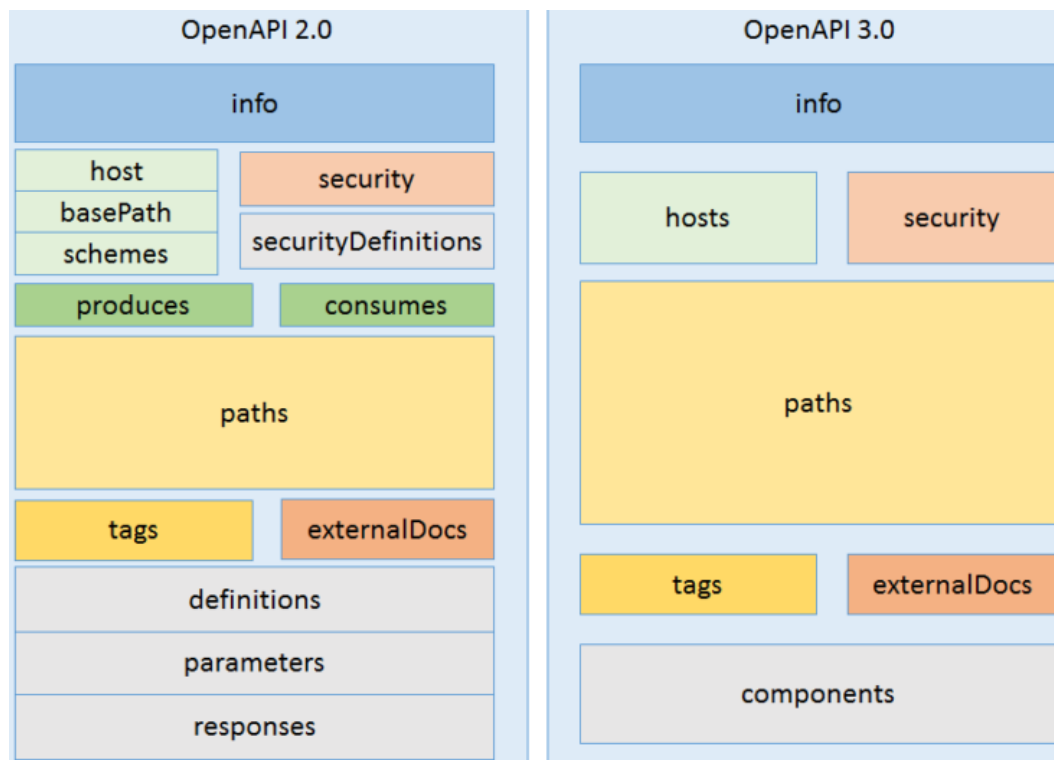 OpenAPI 2.0
info
host
basePath
schemes
security
securityDefinitions
produces
consumes
paths
tags
externalDocs
definitions
parameters
responses
OpenAPI 3.0
info
hosts
security
paths
tags
externalDocs
components